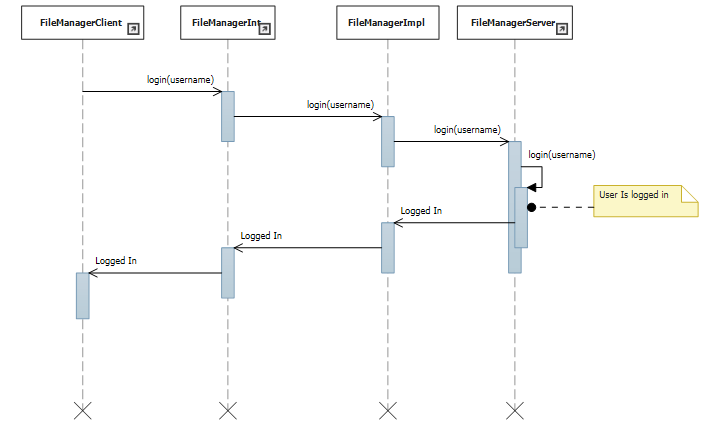 FileManagerClient
FileManagerInt
FileManagerImpl
FileManagerServer
login(username)
login(username)
login(username)
login(username)
User Is logged in
Logged In
Logged In
Logged In